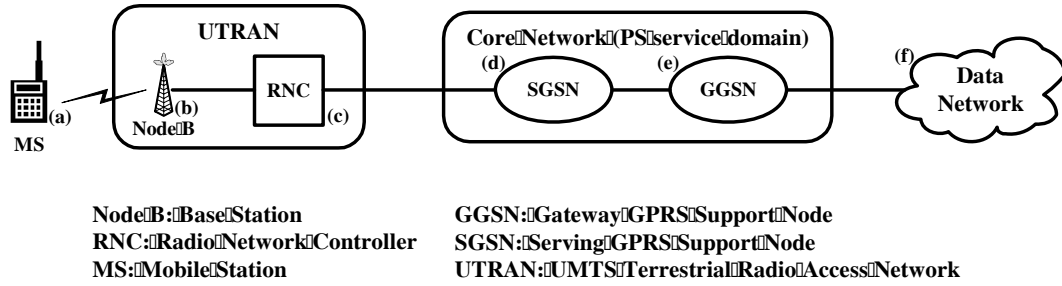 UTRAN
Core Network (PS service domain)
(d)
(e)
(f)
Data
Network
RNC
SGSN
GGSN
(a)
(b)
(c)
Node B
MS
Node B: Base Station
RNC: Radio Network Controller
MS: Mobile Station
GGSN: Gateway GPRS Support Node
SGSN: Serving GPRS Support Node
UTRAN: UMTS Terrestrial Radio Access Network